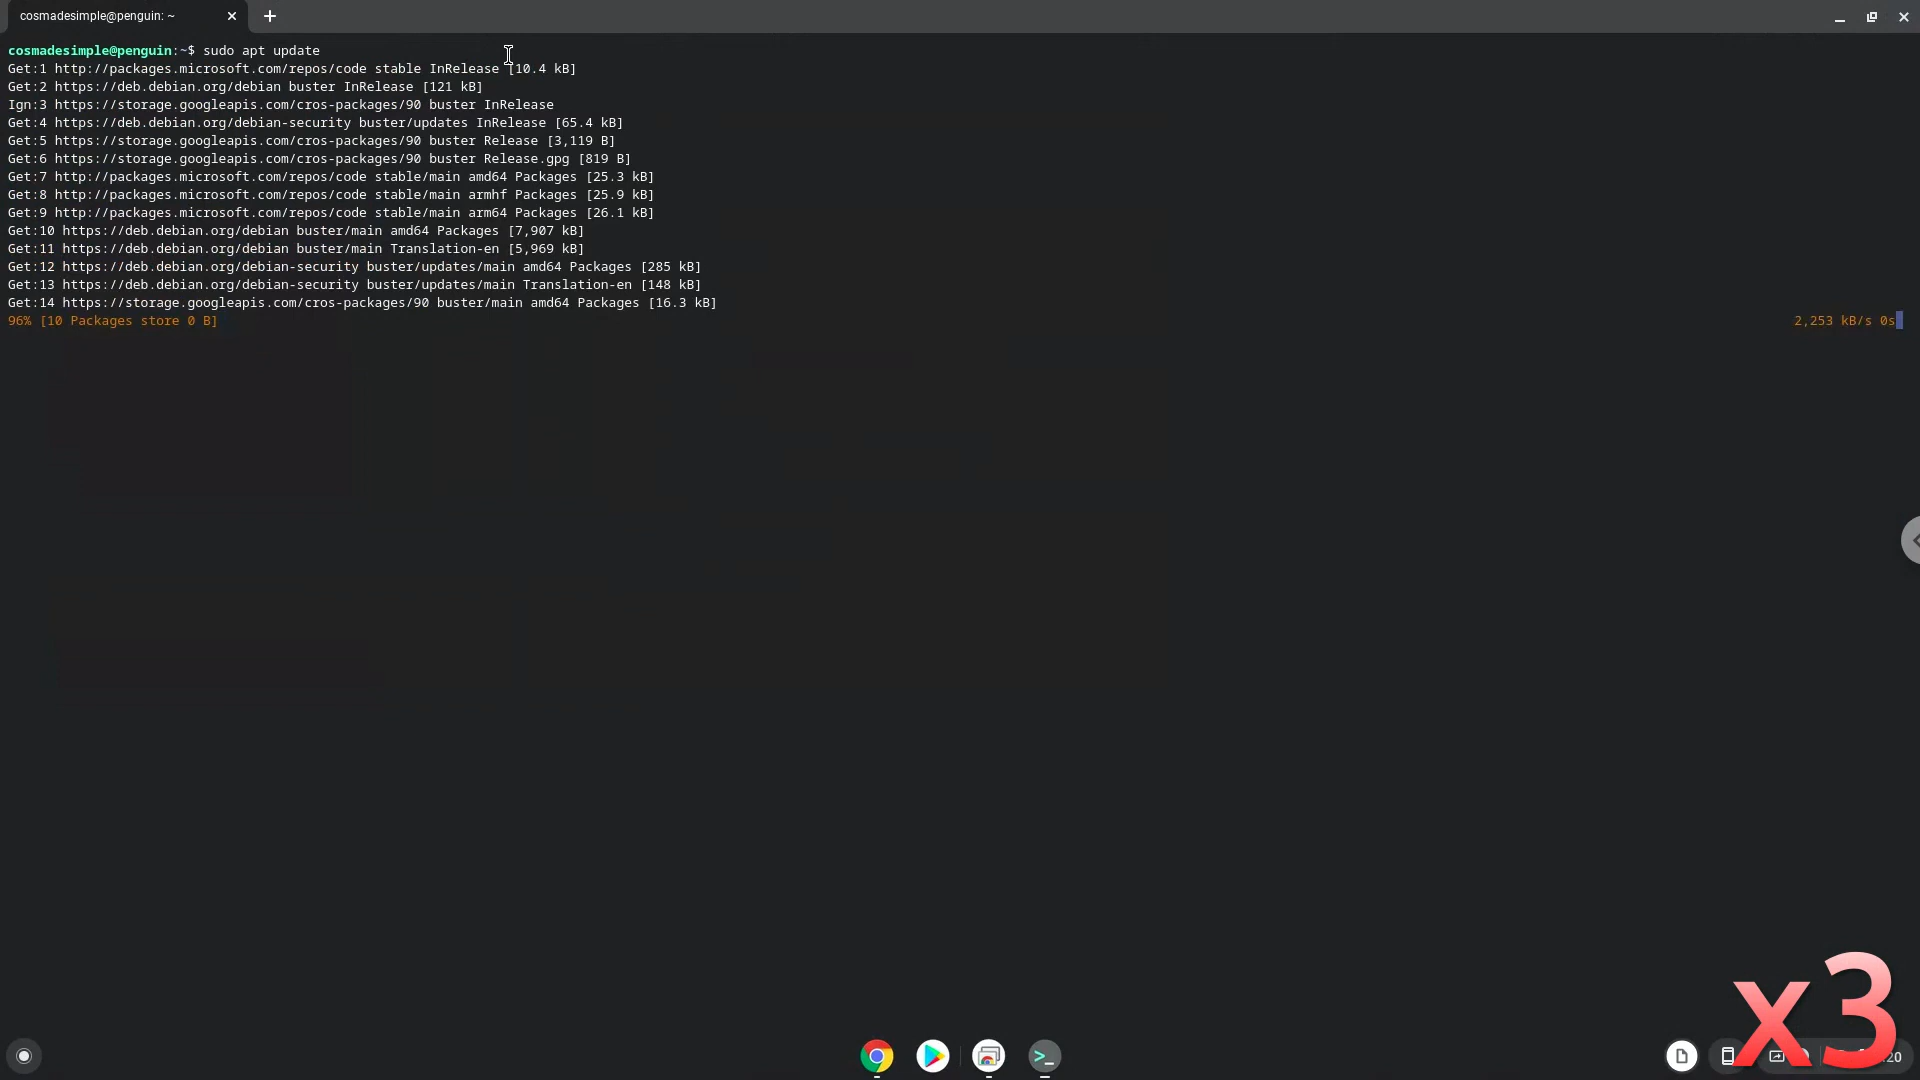 cosmadesimple@penguin: ~
cosmadesimple@penguin:~$ sudo apt update
Get:1 http://packages.microsoft.com/repos/code stable InRelease [10.4 kB]
Get:2 https://deb.debian.org/debian buster InRelease [121 kB]
Ign:3 https://storage.googleapis.com/cros-packages/90 buster InRelease
Get:4 https://deb.debian.org/debian-security buster/updates InRelease [65.4 kB]
Get:5 https://storage.googleapis.com/cros-packages/90 buster Release [3,119 B]
Get:6 https://storage.googleapis.com/cros-packages/90 buster Release.gpg [819 B]
Get:7 http://packages.microsoft.com/repos/code stable/main amd64 Packages [25.3 kB]
Get:8 http://packages.microsoft.com/repos/code stable/main armhf Packages [25.9 kB]
Get:9 http://packages.microsoft.com/repos/code stable/main arm64 Packages [26.1 kB]
Get:10 https://deb.debian.org/debian buster/main amd64 Packages [7,907 kB]
Get:11 https://deb.debian.org/debian buster/main Translation-en [5,969 kB]
Get:12 https://deb.debian.org/debian-security buster/updates/main amd64 Packages [285 kB]
Get:13 https://deb.debian.org/debian-security buster/updates/main Translation-en [148 kB]
Get:14 https://storage.googleapis.com/cros-packages/90 buster/main amd64 Packages [16.3 kB]
96% [10 Packages store 0 B] 2,253 kB/s 0s
x3